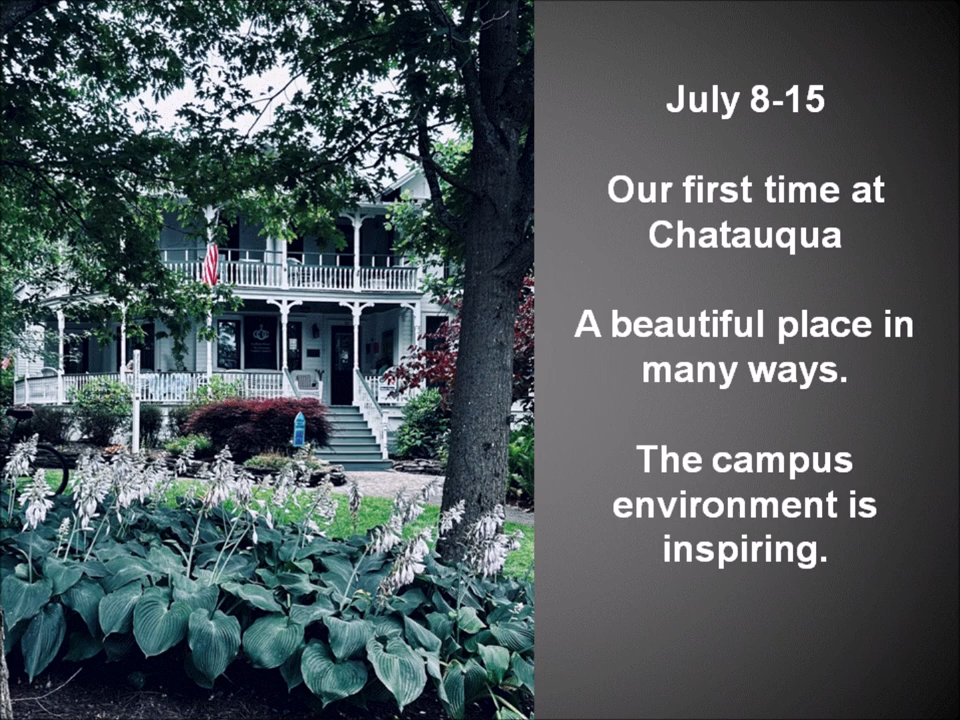 July 8-15
Our first time at
Chatauqua
A beautiful place in
many ways.
The campus
environment is
inspiring.